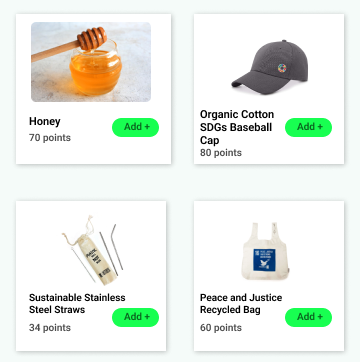 Honey
70 points
Add +
Organic Cotton
SDGs Baseball
Cap
80 points
Add +
Sustainable Stainless
Steel Straws
34 points
Add +
Peace and Justice
Recycled Bag
60 points
Add +